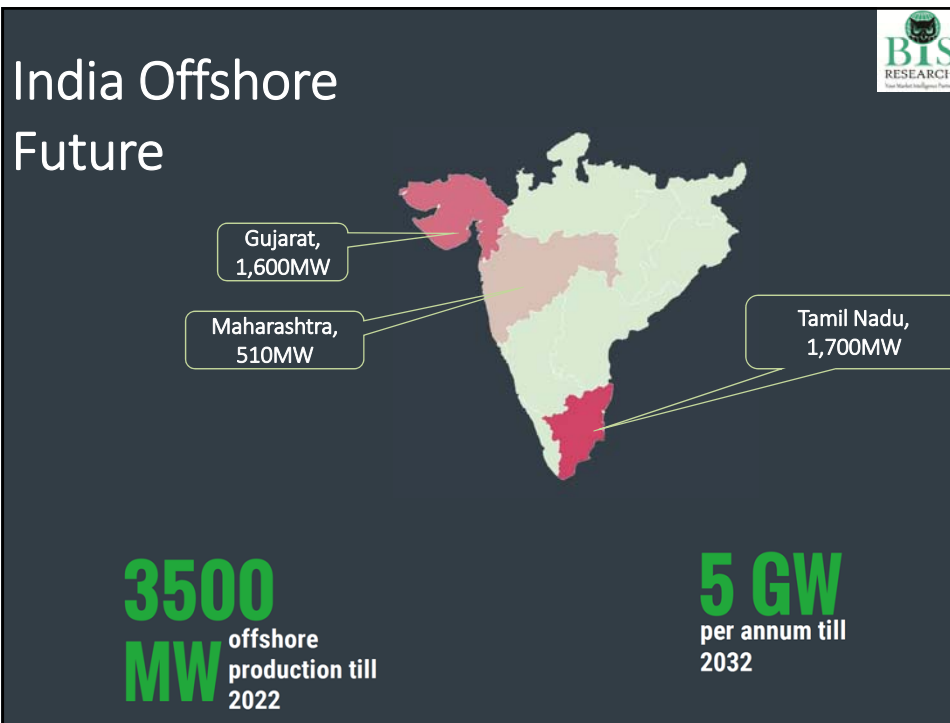 India Offshore
Future
BIS
RESEARCH
Gujarat,
1,600MW
Maharashtra,
510MW
Tamil Nadu,
1,700MW
3500
MW
offshore
production till
2022
5 GW
per annum till
2032